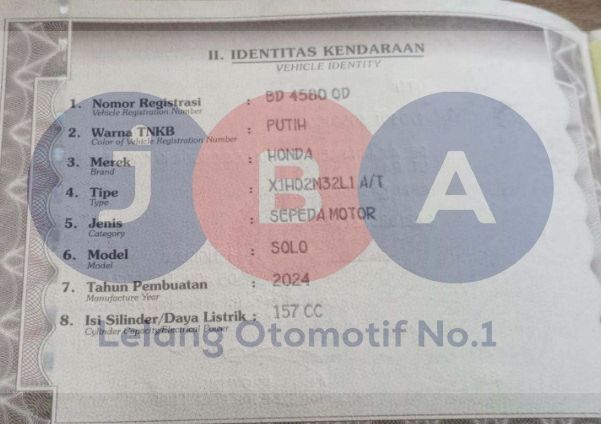 II. IDENTITAS KENDARAAN
VEHICLE IDENTITY
1. Nomor Registrasi : BD 4580 QD
Vehicle Registration Number
2. Warna TNKB : PUTIH
Color of Vehicle Registration Number
3. Merek : HONDA
Brand
4. Tipe : X1H02N32L1 A/T
Type
5. Jenis : SEPEDA MOTOR
Category
6. Model : SOLO
Model
7. Tahun Pembuatan : 2024
Manufacture Year
8. Isi Silinder/Daya Listrik : 157 CC
Cylinder Capacity/Electrical Power
JBA
Lelang Otomotif No.1